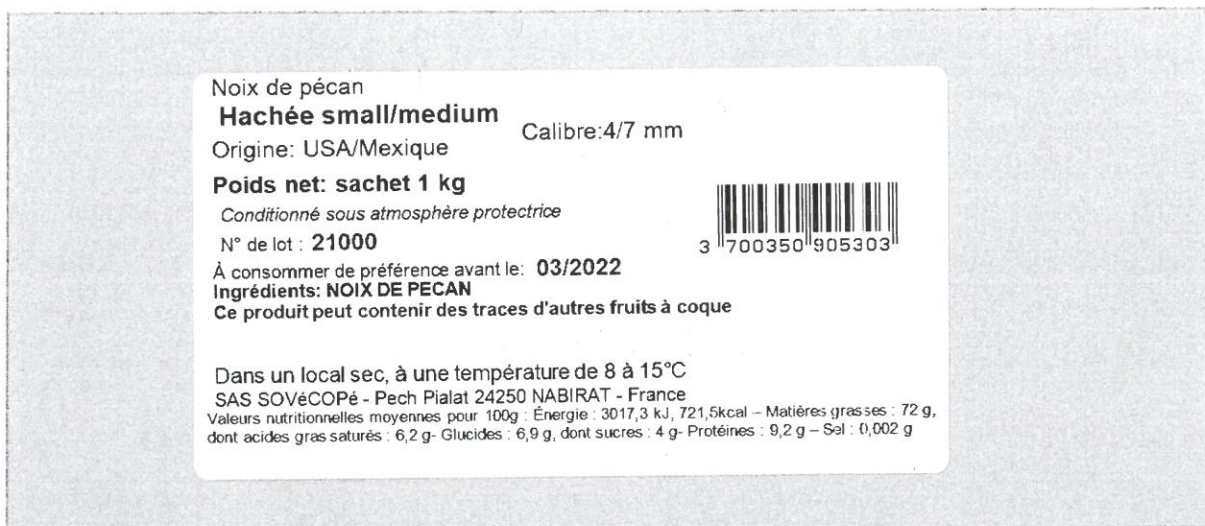 Noix de pécan
Hachée small/medium
Calibre:4/7 mm
Origine: USA/Mexique
Poids net: sachet 1 kg
Conditionné sous atmosphère protectrice
N° de lot : 21000
3 700350 905303
À consommer de préférence avant le: 03/2022
Ingrédients: NOIX DE PECAN
Ce produit peut contenir des traces d'autres fruits à coque
Dans un local sec, à une température de 8 à 15°C
SAS SOVéCOPé - Pech Pialat 24250 NABIRAT - France
Valeurs nutritionnelles moyennes pour 100g : Énergie : 3017,3 kJ, 721,5kcal – Matières grasses : 72 g,
dont acides gras saturés : 6,2 g- Glucides : 6,9 g, dont sucres : 4 g- Protéines : 9,2 g – Sel : 0,002 g